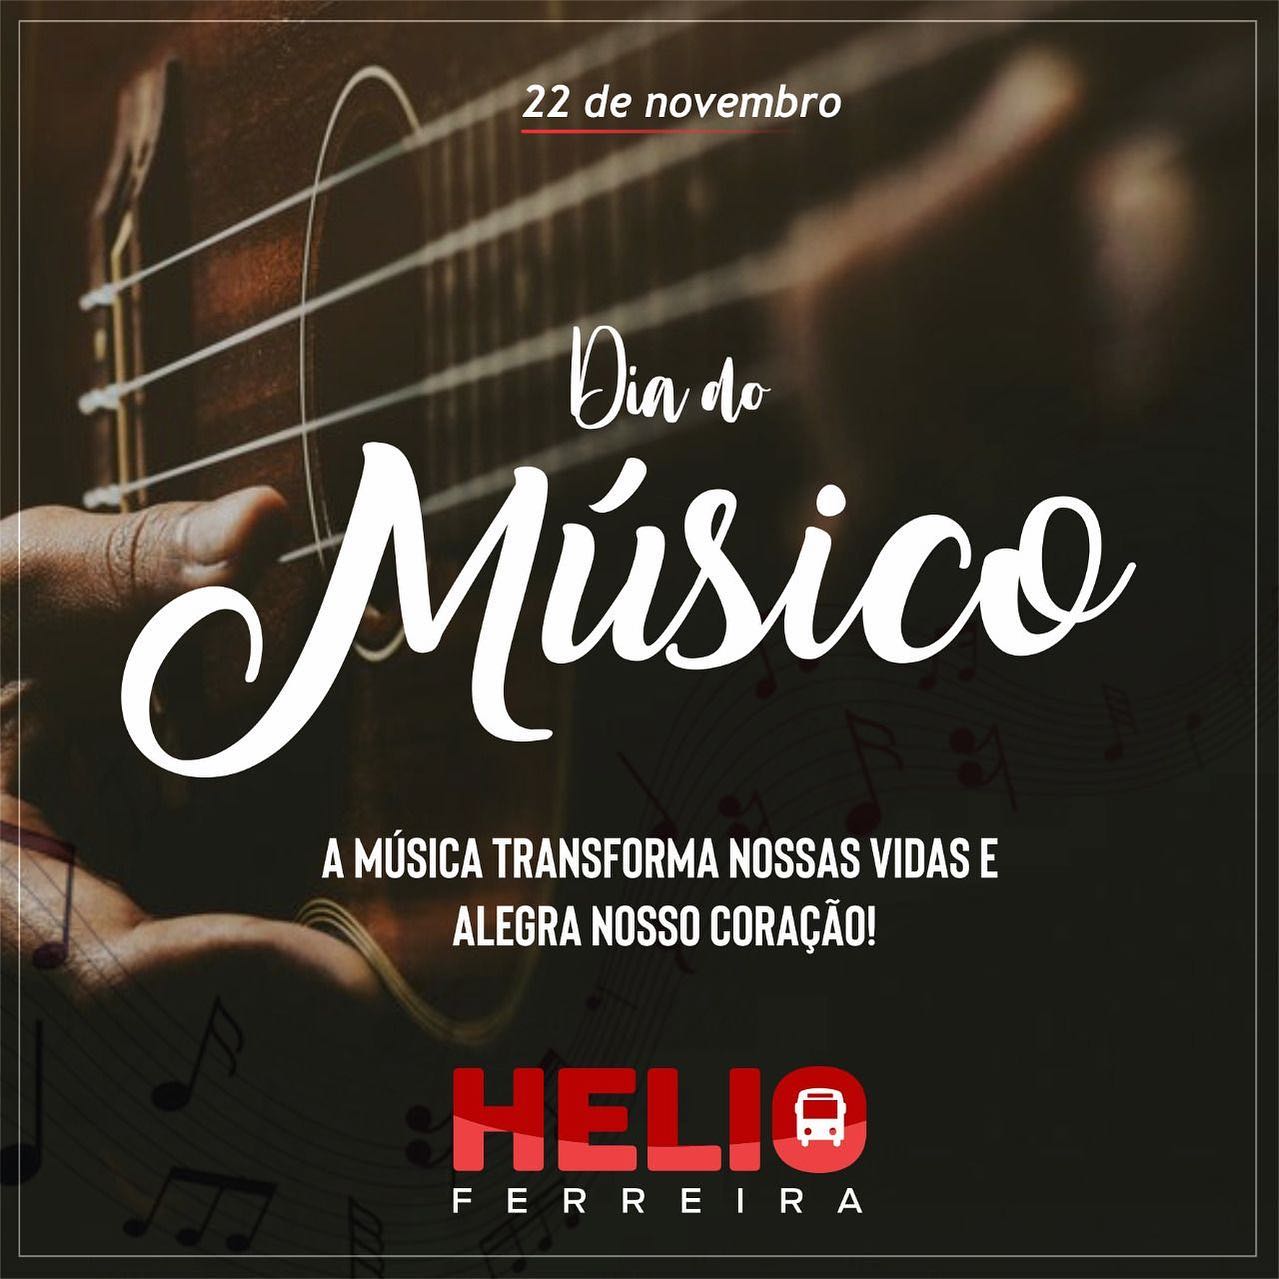 22 de novembro
Dia do
Músico
A MÚSICA TRANSFORMA NOSSAS VIDAS E
ALEGRA NOSSO CORAÇÃO!
HELIO
FERREIRA